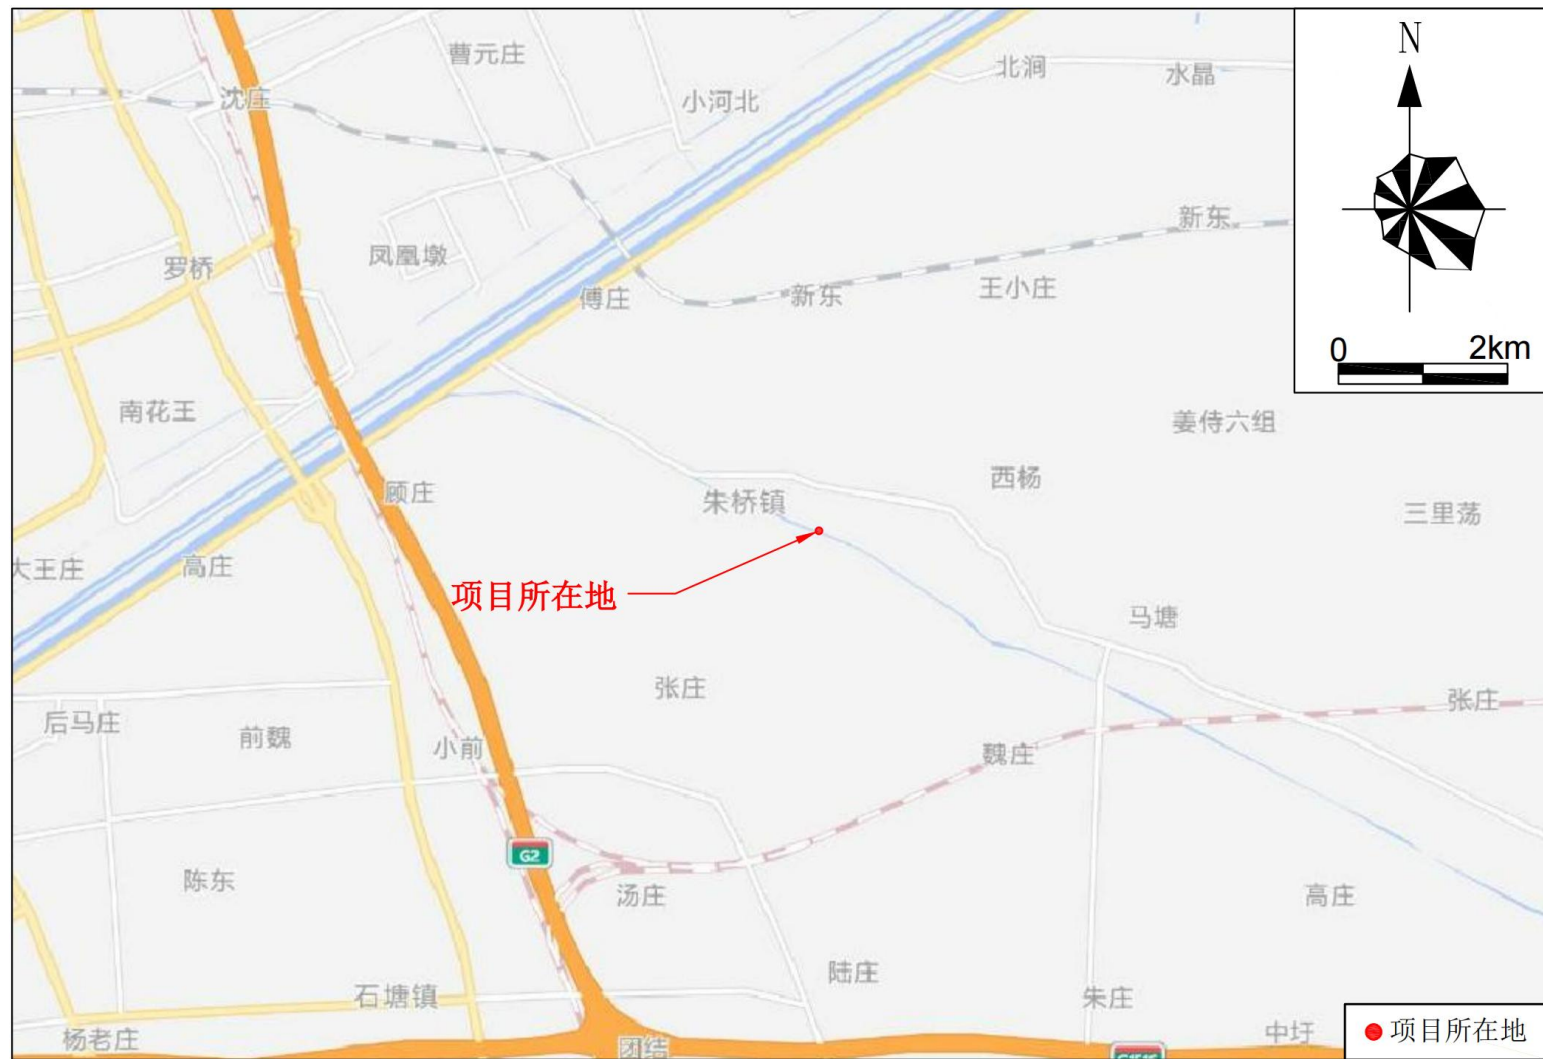 曹元庄
北涧
水晶
N
沈庄
小河北
新东
凤凰墩
罗桥
傅庄
新东
王小庄
0
2km
南花王
姜侍六组
西杨
顾庄
朱桥镇
三里荡
大王庄
高庄
项目所在地
马塘
张庄
张庄
后马庄
前魏
小前
魏庄
G2
陈东
汤庄
高庄
陆庄
石塘镇
朱庄
杨老庄
团结
中圩
项目所在地